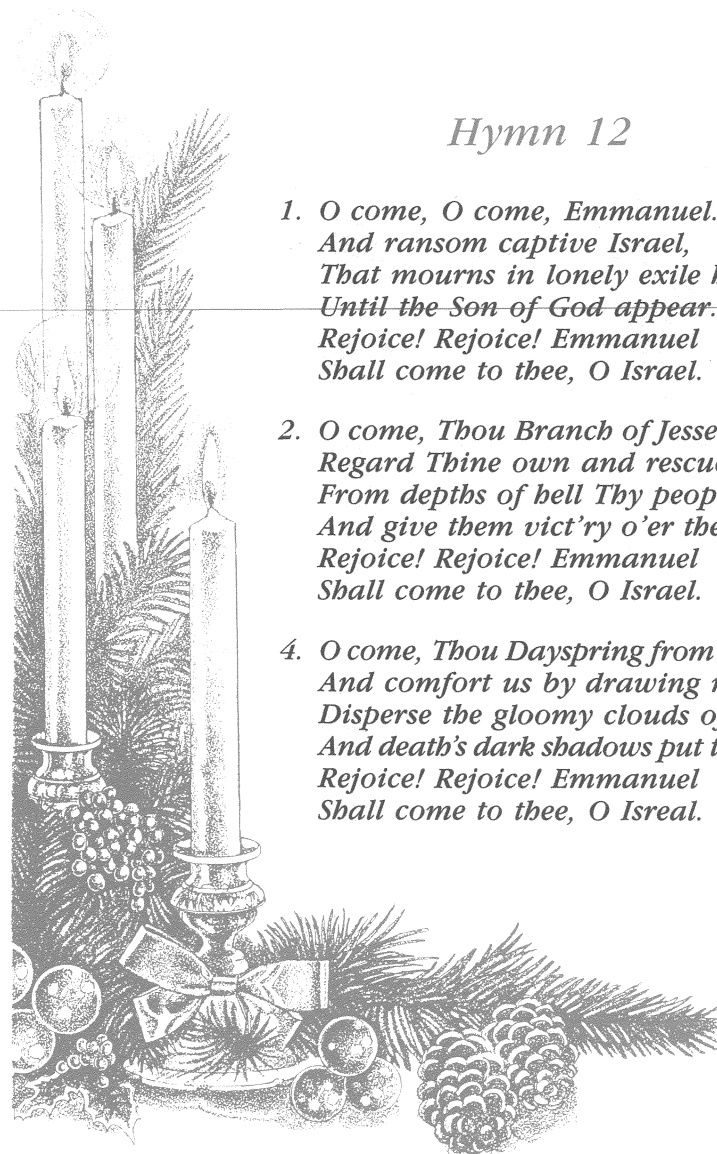 Hymn 12
1. O come, O come, Emmanuel.
And ransom captive Israel,
That mourns in lonely exile
Until the Son of God appear.
Rejoice! Rejoice! Emmanuel
Shall come to thee, O Israel.
2. O come, Thou Branch of Jesse
Regard Thine own and
From depths of hell Thy
And give them vict'ry o'er the
Rejoice! Rejoice! Emmanuel
Shall come to thee, O Israel.
4. O come, Thou Dayspring from
And comfort us by drawing
Disperse the gloomy clouds
And death's dark shadows put
Rejoice! Rejoice! Emmanuel
Shall come to thee, O Isreal.